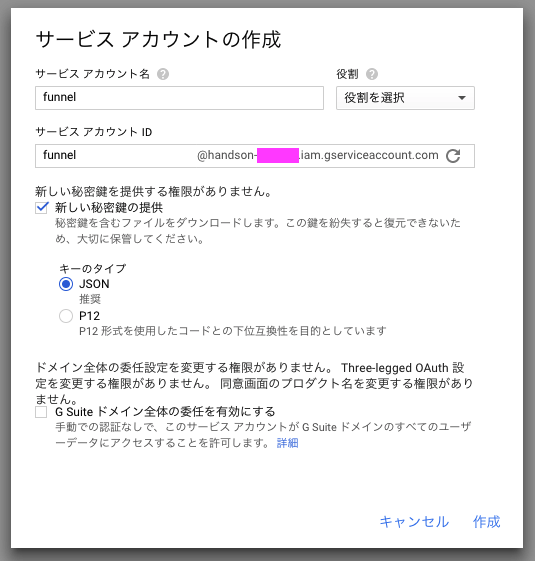 サービス アカウントの作成
サービス アカウント名 ? 役割 ?
funnel 役割を選択
サービス アカウント ID
funnel @handson- .iam.gserviceaccount.com
新しい秘密鍵を提供する権限がありません。
新しい秘密鍵の提供
秘密鍵を含むファイルをダウンロードします。この鍵を紛失すると復元できないた
め、大切に保管してください。
キーのタイプ
JSON
推奨
P12
P12 形式を使用したコードとの下位互換性を目的としています
ドメイン全体の委任設定を変更する権限がありません。 Three-legged OAuth 設
定を変更する権限がありません。 同意画面のプロダクト名を変更する権限があり
ません。
G Suite ドメイン全体の委任を有効にする
手動での認証なしで、このサービス アカウントが G Suite ドメインのすべてのユーザ
ーデータにアクセスすることを許可します。 詳細
キャンセル 作成